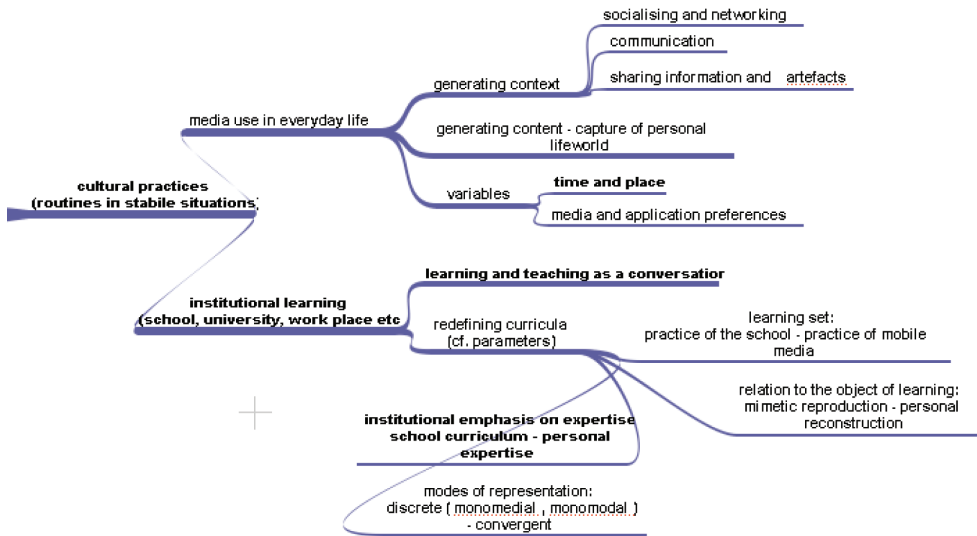 socialising and networking
communication
sharing information and artefacts
generating context
media use in everyday life
generating content - capture of personal
lifeworld
variables
time and place
media and application preferences
cultural practices
(routines in stabile situations)
learning and teaching as a conversation
institutional learning
(school, university, work place etc
redefining curricula
(cf. parameters)
learning set:
practice of the school - practice of mobile
media
relation to the object of learning:
mimetic reproduction - personal
reconstruction
institutional emphasis on expertise
school curriculum - personal
expertise
modes of representation:
discrete ( monomedial , monomodal )
- convergent